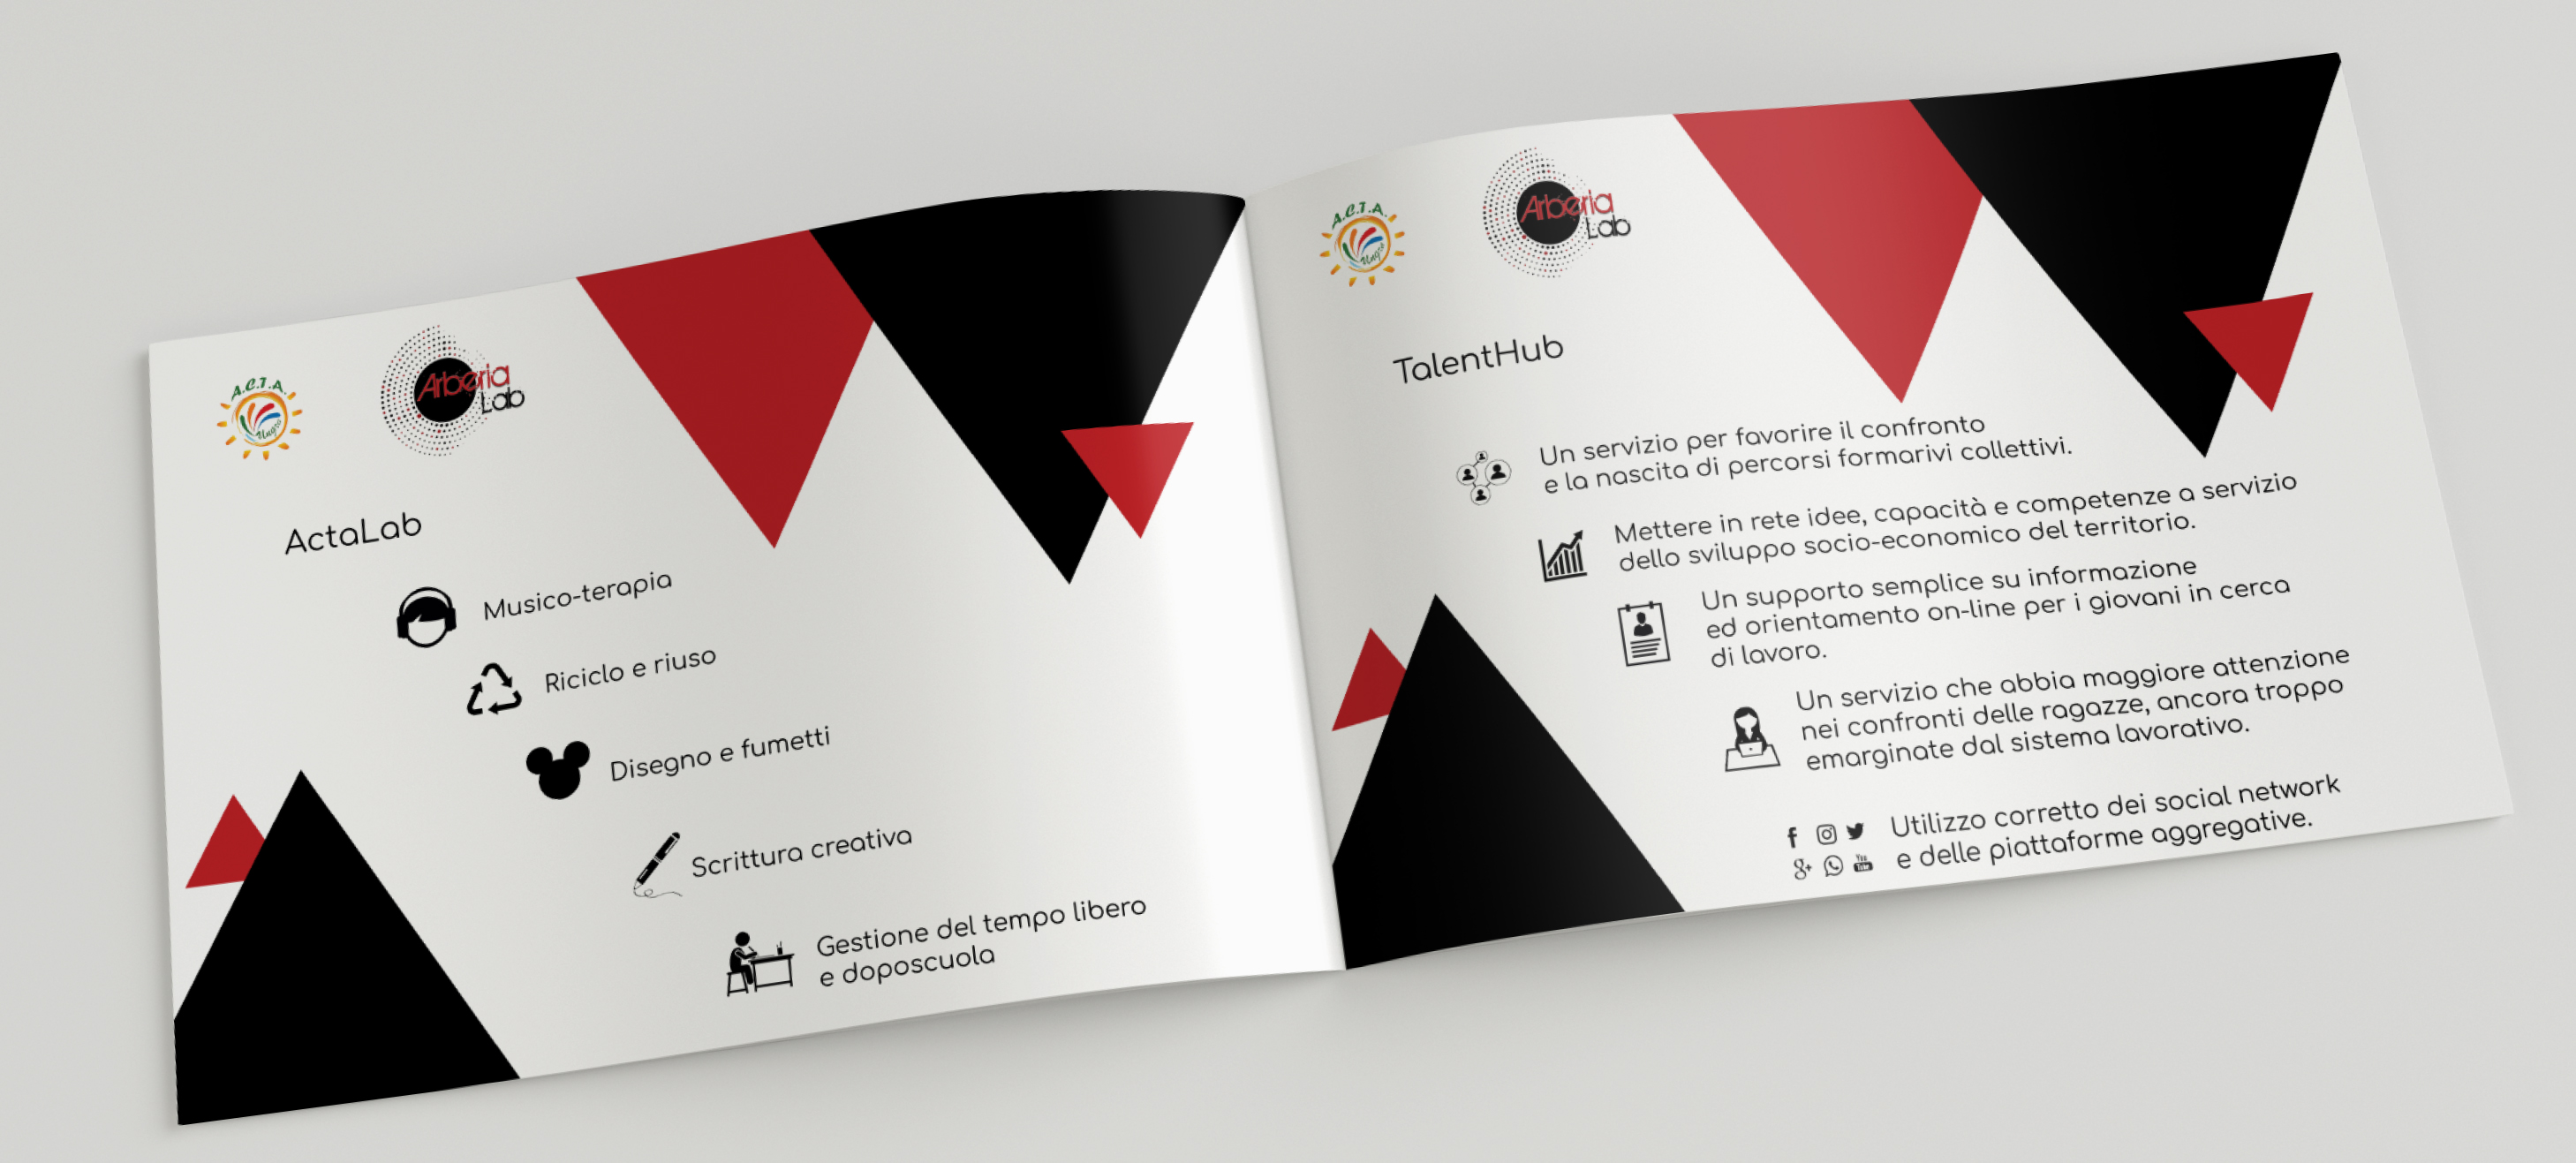 A.C.T.A.
Ungra
Arberia
Lab
ActaLab
Musico-terapia
Riciclo e riuso
Disegno e fumetti
Scrittura creativa
Gestione del tempo libero
e doposcuola
A.C.T.A.
Ungra
Arberia
Lab
TalentHub
Un servizio per favorire il confronto
e la nascita di percorsi formarivi collettivi.
Mettere in rete idee, capacità e competenze a servizio
dello sviluppo socio-economico del territorio.
Un supporto semplice su informazione
ed orientamento on-line per i giovani in cerca
di lavoro.
Un servizio che abbia maggiore attenzione
nei confronti delle ragazze, ancora troppo
emarginate dal sistema lavorativo.
You
Tube
Utilizzo corretto dei social network
e delle piattaforme aggregative.